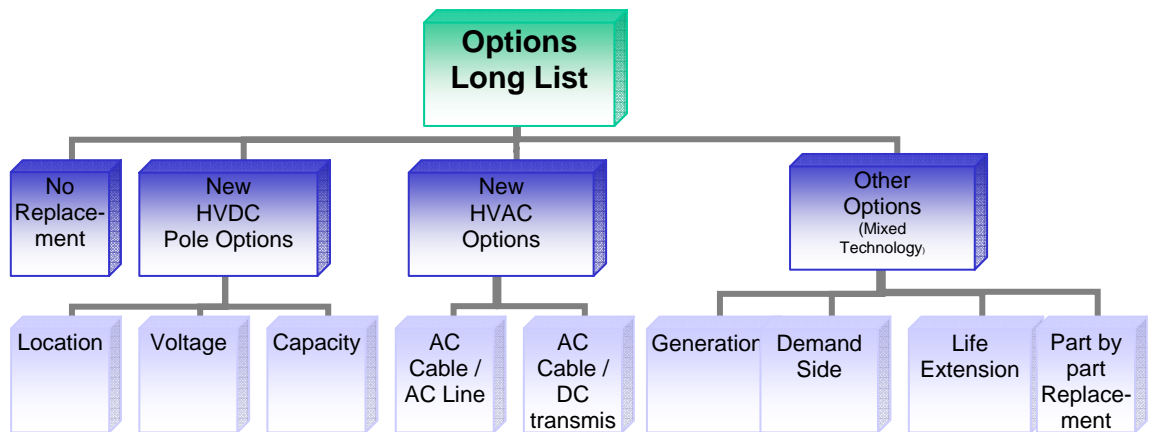 Options
Long List
No
Replace-
ment
New
HVDC
Pole Options
New
HVAC
Options
Other
Options
(Mixed
Technology)
Location
Voltage
Capacity
AC
Cable /
AC Line
AC
Cable /
DC
transmis
Generation
Demand
Side
Life
Extension
Part by
part
Replace-
ment